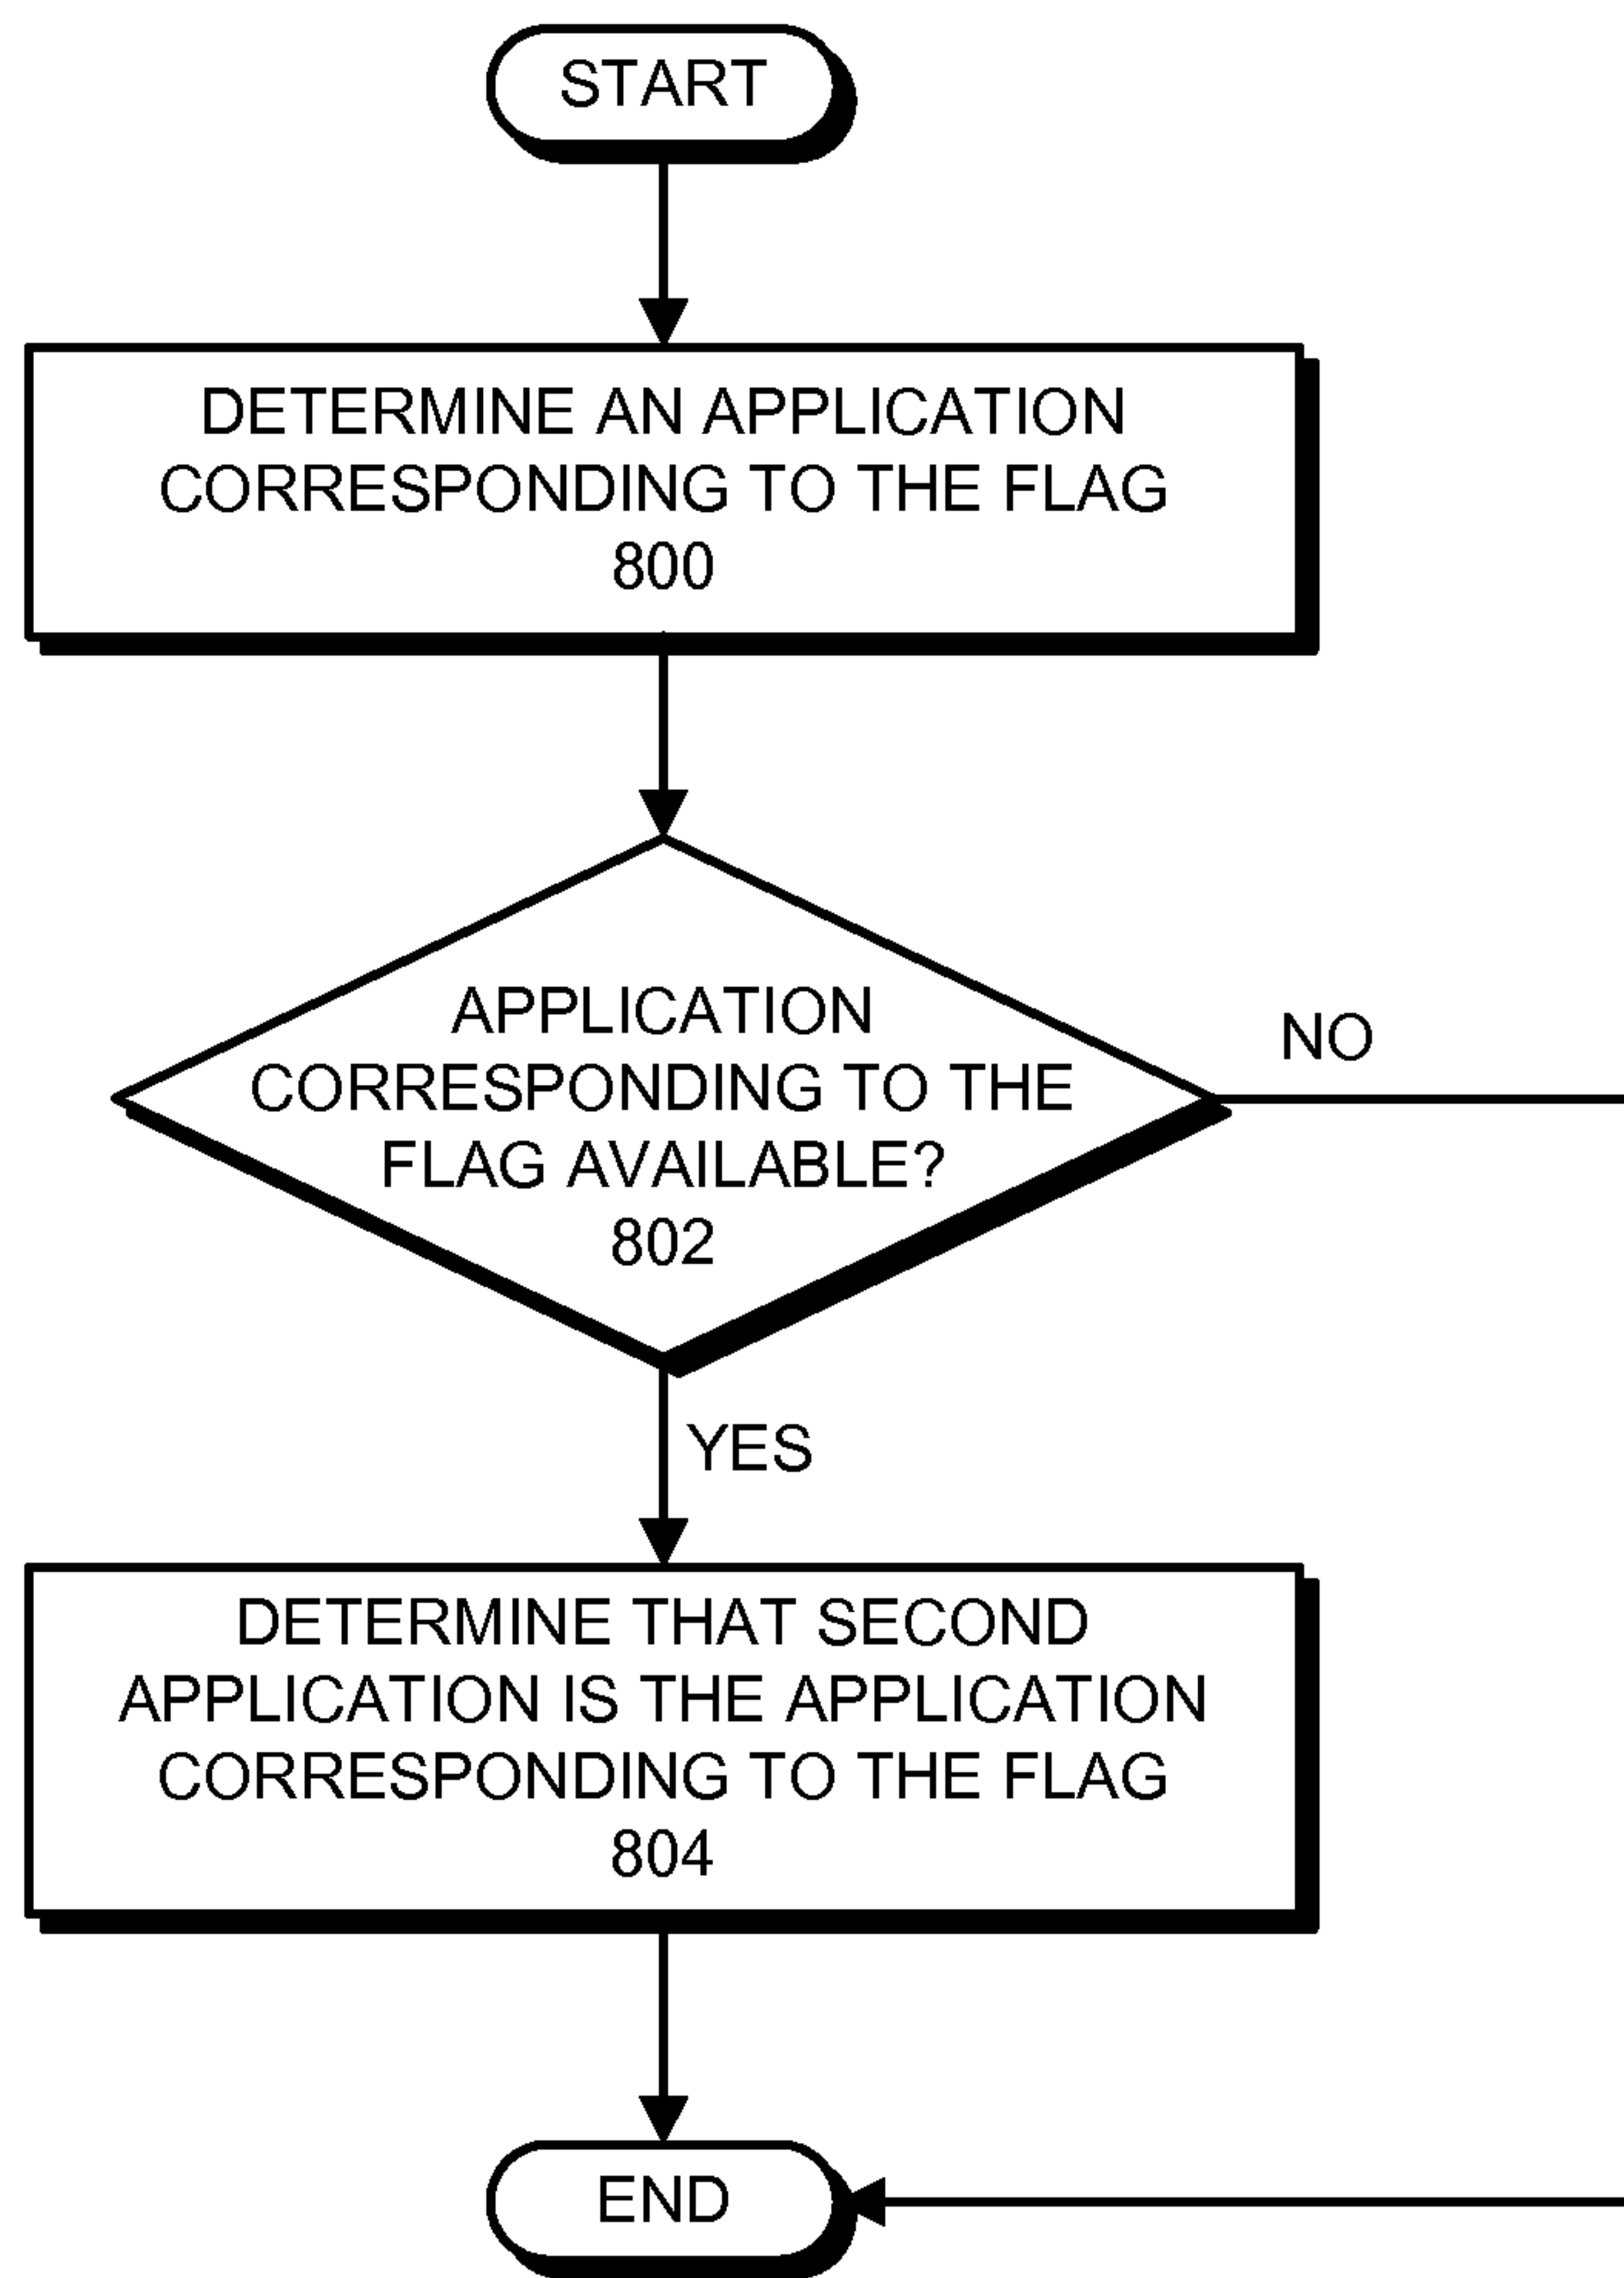 START
DETERMINE AN APPLICATION
CORRESPONDING TO THE FLAG
800
APPLICATION
CORRESPONDING TO THE
FLAG AVAILABLE?
802
NO
YES
DETERMINE THAT SECOND
APPLICATION IS THE APPLICATION
CORRESPONDING TO THE FLAG
804
END